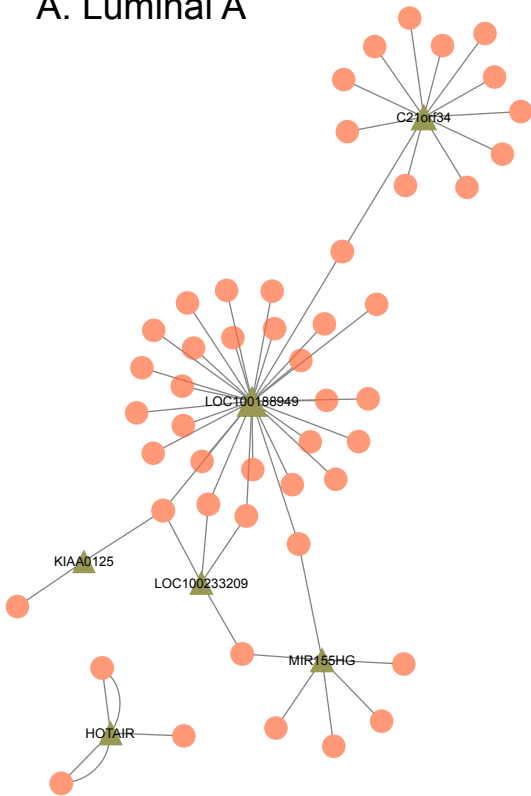 A. Luminal A
C21orf34
LOC100188949
KIAA0125
LOC100233209
MIR155HG
HOTAIR